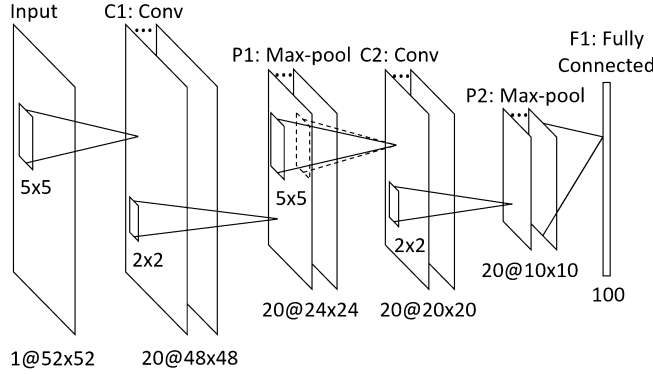 Input
C1: Conv
P1: Max-pool
C2: Conv
F1: Fully
Connected
P2: Max-pool
5x5
2x2
5x5
2x2
20@10x10
100
20@24x24
20@20x20
1@52x52
20@48x48